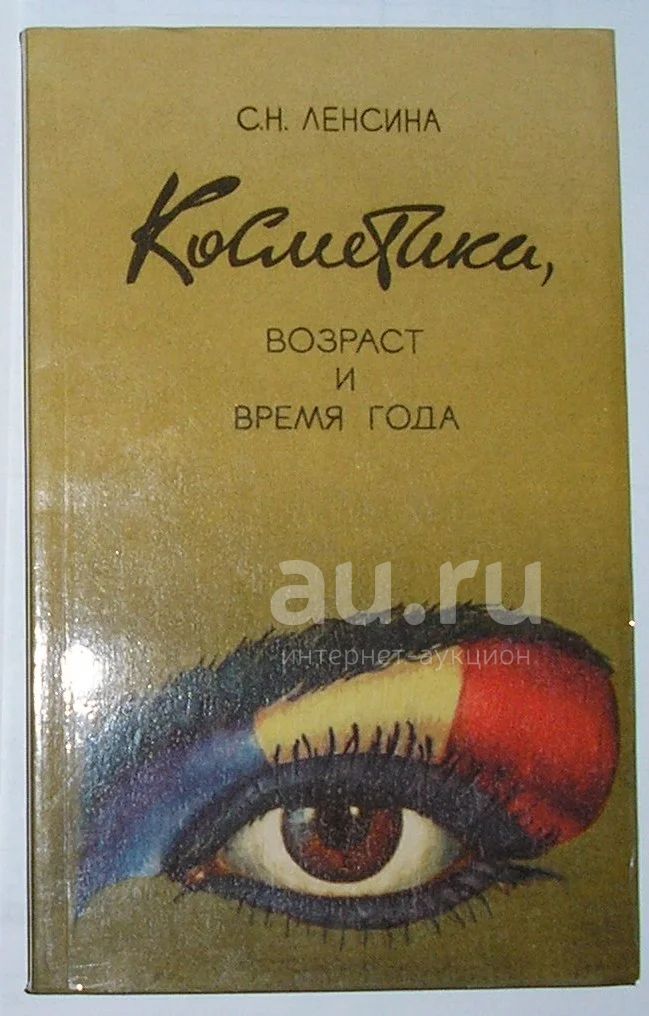 С.Н. ЛЕНСИНА
Косметика,
ВОЗРАСТ
И
ВРЕМЯ ГОДА
au.ru
интернет-аукцион